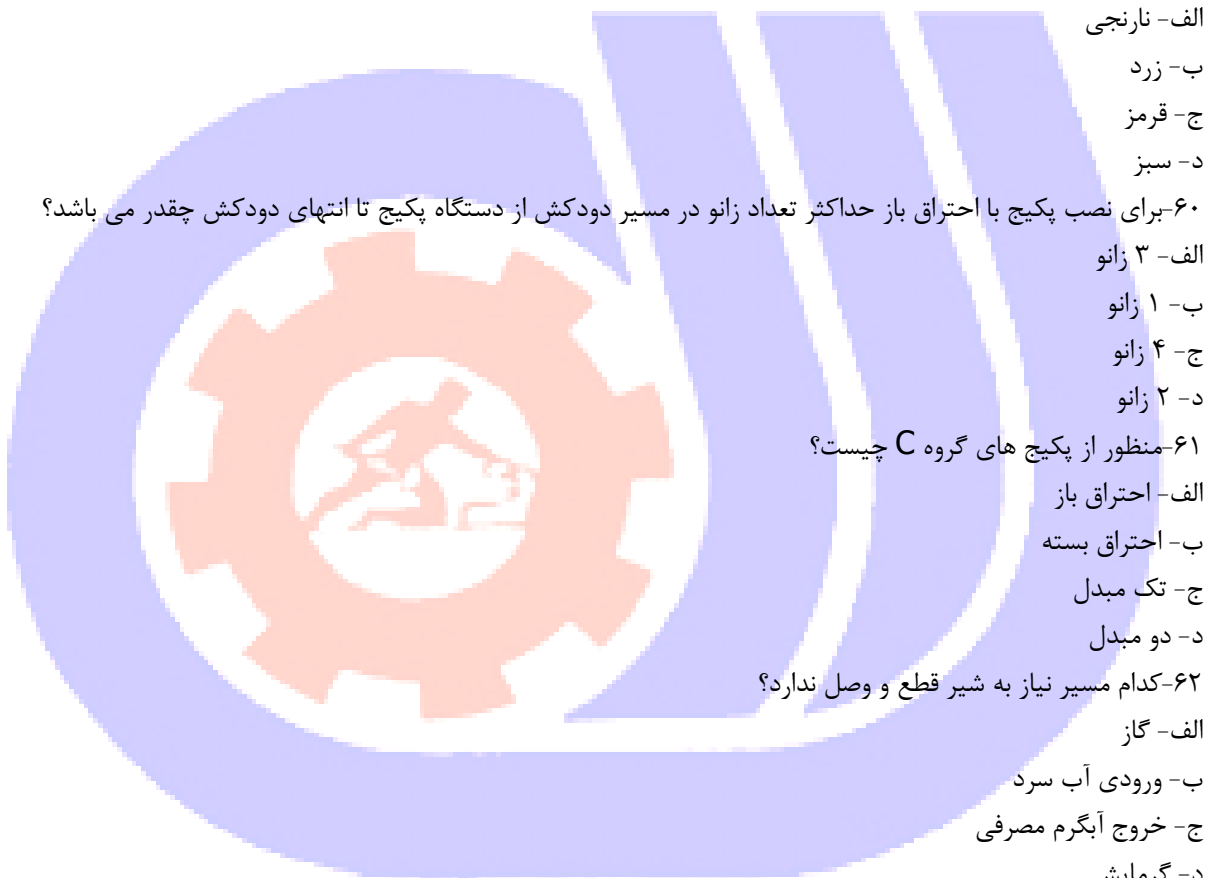 الف- نارنجی
ب- زرد
ج- قرمز
د- سبز
۶۰-برای نصب پکیج با احتراق باز حداکثر تعداد زانو در مسیر دودکش از دستگاه پکیج تا انتهای دودکش چقدر می باشد؟
الف- ۳ زانو
ب- ۱ زانو
ج- ۴ زانو
د- ۲ زانو
۶۱-منظور از پکیج های گروه C چیست؟
الف- احتراق باز
ب- احتراق بسته
ج- تک مبدل
د- دو مبدل
۶۲-کدام مسیر نیاز به شیر قطع و وصل ندارد؟
الف- گاز
ب- ورودی آب سرد
ج- خروج آبگرم مصرفی
د- گرمایش